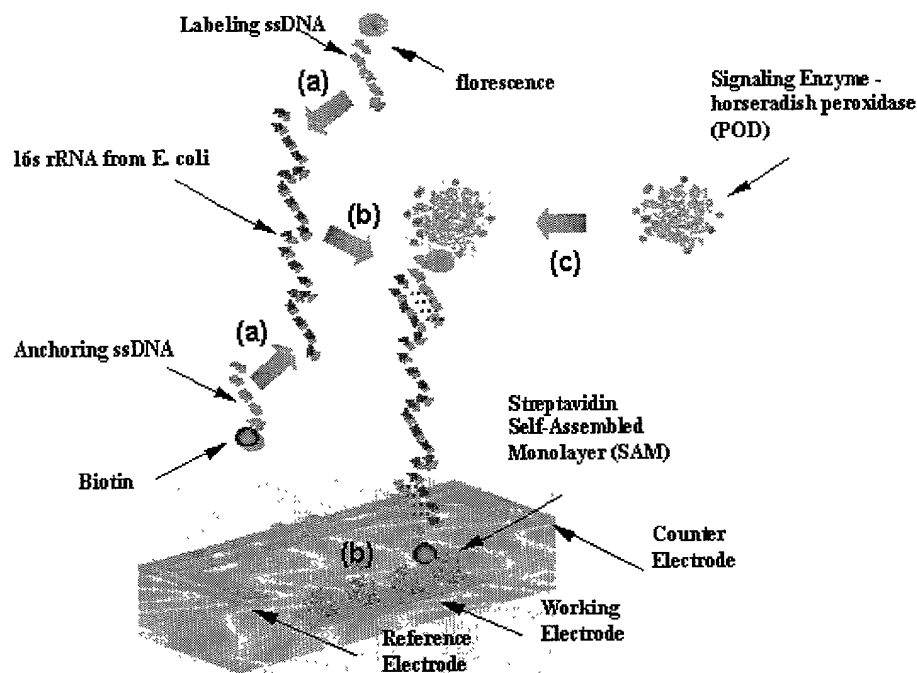 Labeling ssDNA
(a)
florescence
Signaling Enzyme -
horseradish peroxidase
(POD)
16s rRNA from E. coli
(b)
(c)
(a)
Anchoring ssDNA
Biotin
Streptavidin
Self-Assembled
Monolayer (SAM)
(b)
Counter
Electrode
Working
Electrode
Reference
Electrode